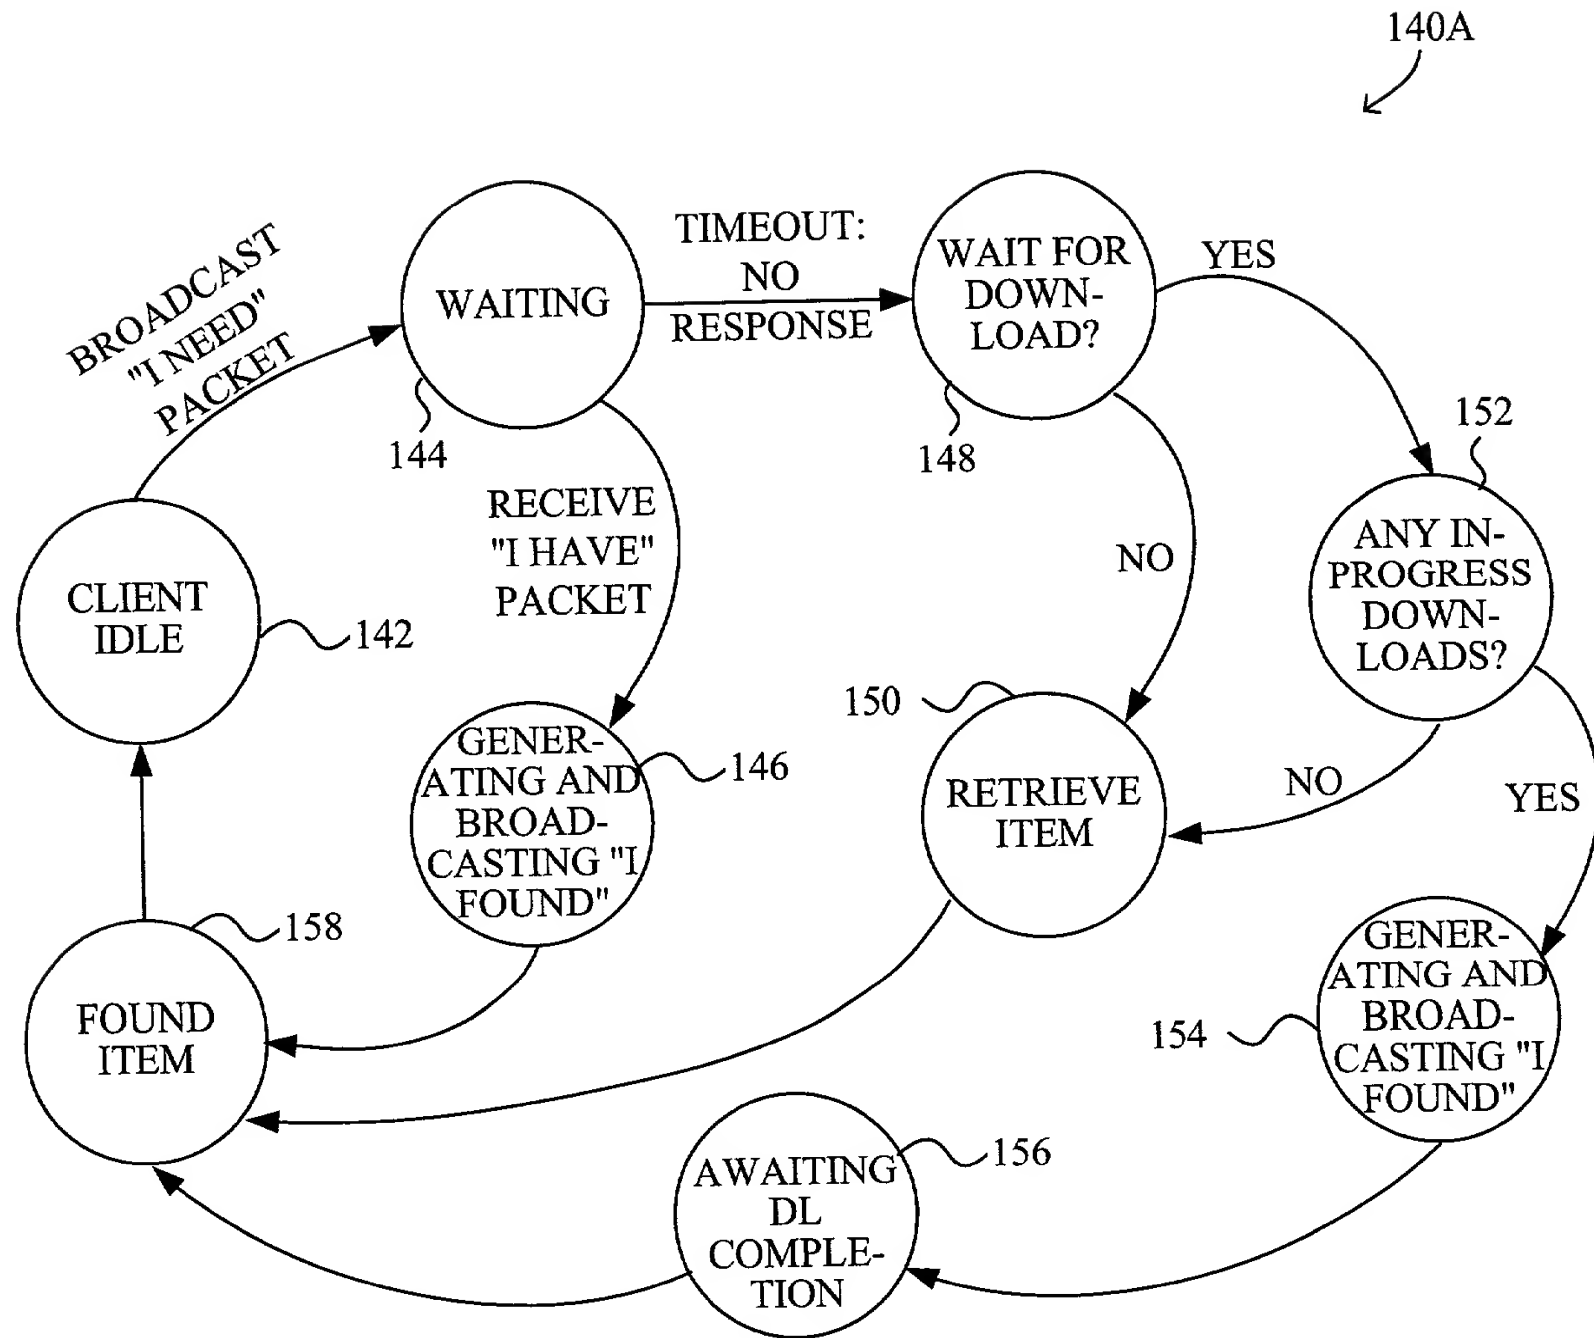 140A
BROADCAST
"I NEED"
PACKET
WAITING
144
TIMEOUT:
NO
RESPONSE
WAIT FOR
DOWN-
LOAD?
148
YES
152
ANY IN-
PROGRESS
DOWN-
LOADS?
RECEIVE
"I HAVE"
PACKET
NO
CLIENT
IDLE
142
150
RETRIEVE
ITEM
NO
YES
GENER-
ATING AND
BROAD-
CASTING "I
FOUND"
146
158
FOUND
ITEM
GENER-
ATING AND
BROAD-
CASTING "I
FOUND"
154
AWAITING
DL
COMPLE-
TION
156